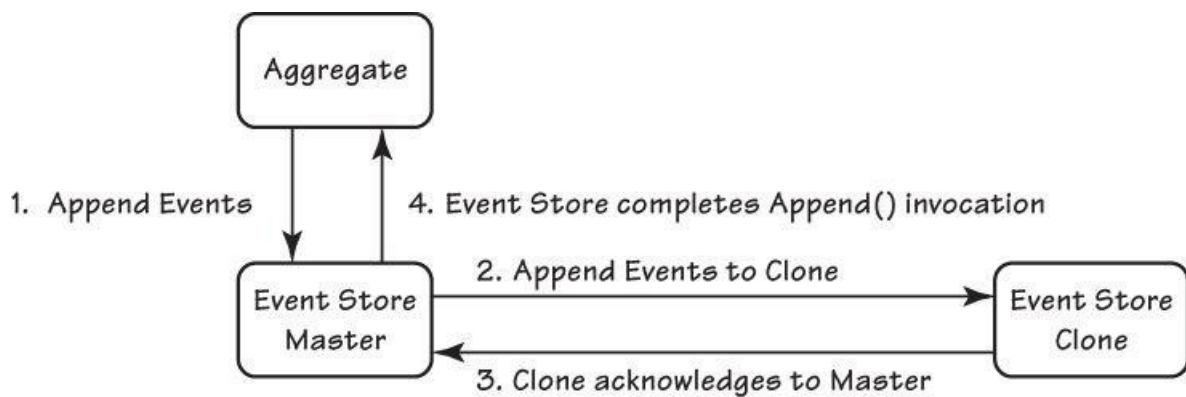 Aggregate
1. Append Events
4. Event Store completes Append() invocation
2. Append Events to Clone
Event Store
Master
Event Store
Clone
3. Clone acknowledges to Master